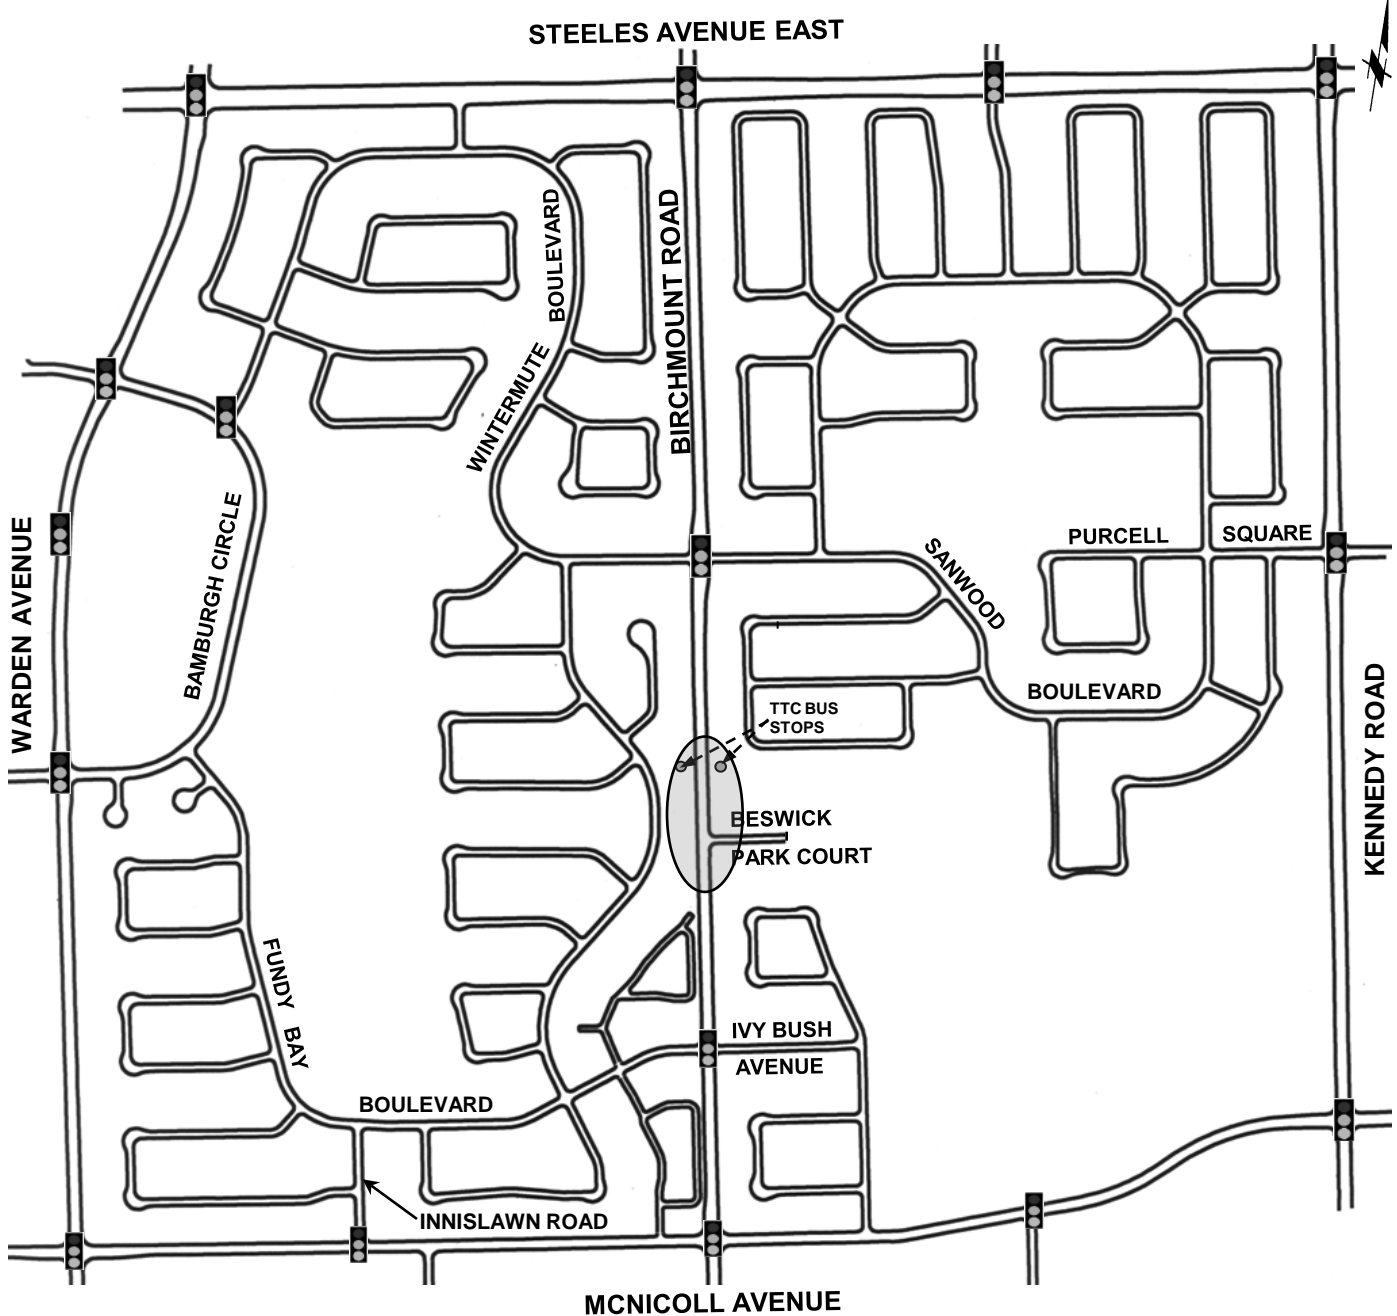 STEELES AVENUE EAST
BOULEVARD
BIRCHMOUNT ROAD
WINTERMUTE
BAMBURGH CIRCLE
WARDEN AVENUE
SANWOOD
PURCELL
SQUARE
BOULEVARD
KENNEDY ROAD
TTC BUS
STOPS
BESWICK
PARK COURT
FUNDY BAY
IVY BUSH
AVENUE
BOULEVARD
INNISLAWN ROAD
MCNICOLL AVENUE